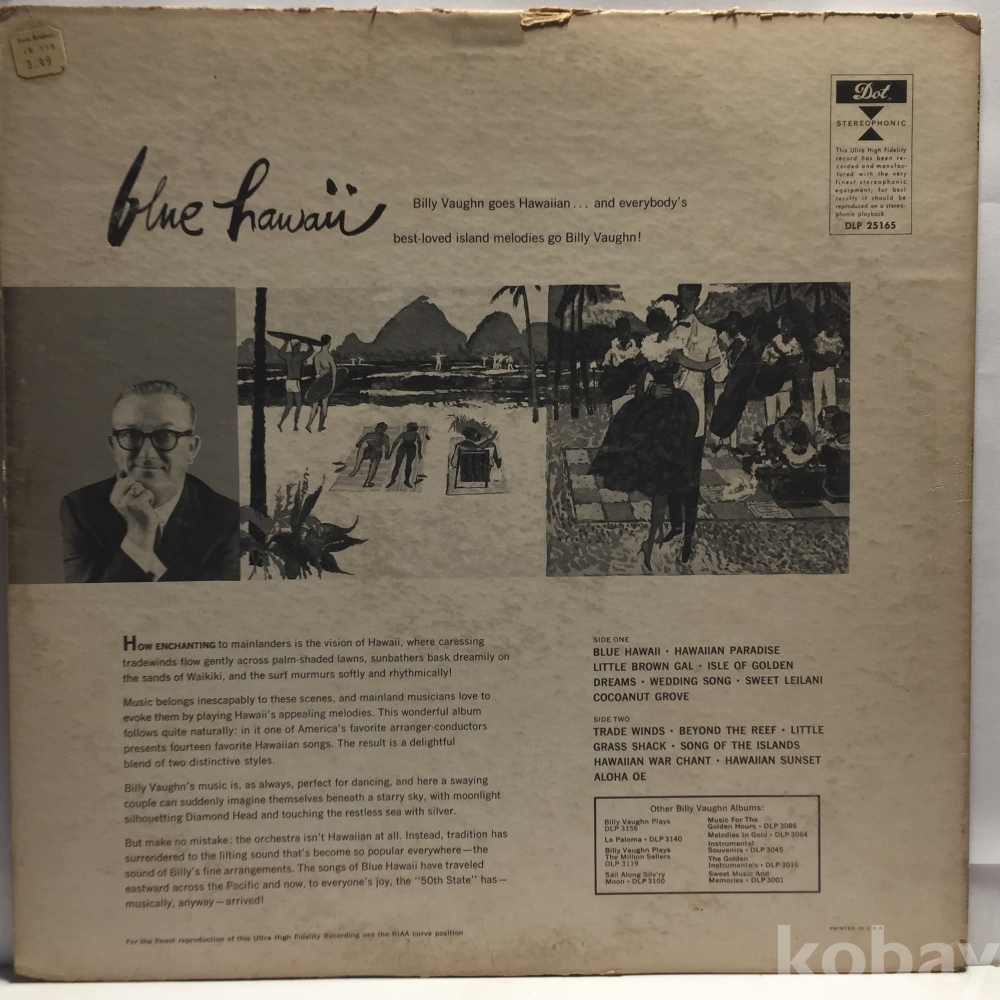 3.49
blue hawaii
Billy Vaughn goes Hawaiian... and everybody's
best-loved island melodies go Billy Vaughn!
Dot
STEREOPHONIC
This Ultra High Fidelity
record has been re-
corded and manufac-
tured with the very
finest stereophonic
equipment; for best
results it should be
reproduced on a stereo-
phonic playback.
DLP 25165
HOW ENCHANTING to mainlanders is the vision of Hawaii, where caressing
tradewinds flow gently across palm-shaded lawns, sunbathers bask dreamily on
the sands of Waikiki, and the surf murmurs softly and rhythmically!
Music belongs inescapably to these scenes, and mainland musicians love to
evoke them by playing Hawaii's appealing melodies. This wonderful album
follows quite naturally: in it one of America's favorite arranger-conductors
presents fourteen favorite Hawaiian songs. The result is a delightful
blend of two distinctive styles.
Billy Vaughn's music is, as always, perfect for dancing, and here a swaying
couple can suddenly imagine themselves beneath a starry sky, with moonlight
silhouetting Diamond Head and touching the restless sea with silver.
But make no mistake: the orchestra isn't Hawaiian at all. Instead, tradition has
surrendered to the lilting sound that's become so popular everywhere—the
sound of Billy's fine arrangements. The songs of Blue Hawaii have traveled
eastward across the Pacific and now, to everyone's joy, the "50th State" has—
musically, anyway—arrived!
For the finest reproduction of this Ultra High Fidelity Recording use the RIAA curve position
SIDE ONE
BLUE HAWAII • HAWAIIAN PARADISE
LITTLE BROWN GAL • ISLE OF GOLDEN
DREAMS • WEDDING SONG • SWEET LEILANI
COCOANUT GROVE
SIDE TWO
TRADE WINDS • BEYOND THE REEF • LITTLE
GRASS SHACK • SONG OF THE ISLANDS
HAWAIIAN WAR CHANT • HAWAIIAN SUNSET
ALOHA OE
Other Billy Vaughn Albums:
Billy Vaughn Plays
DLP 3156
La Paloma • DLP 3140
Billy Vaughn Plays
The Million Sellers
DLP 3119
Sail Along Silv'ry
Moon • DLP 3100
Music For The
Golden Hours • DLP 3086
Melodies In Gold • DLP 3064
Instrumental
Souvenirs • DLP 3045
The Golden
Instrumentals • DLP 3016
Sweet Music And
Memories • DLP 3001
PRINTED IN U.S.A.
kobay